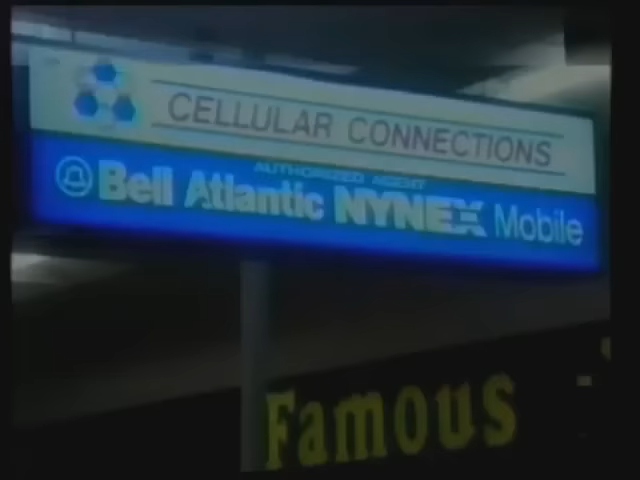 CELLULAR CONNECTIONS
AUTHORIZED AGENT
Bell Atlantic NYNEX Mobile
Famous